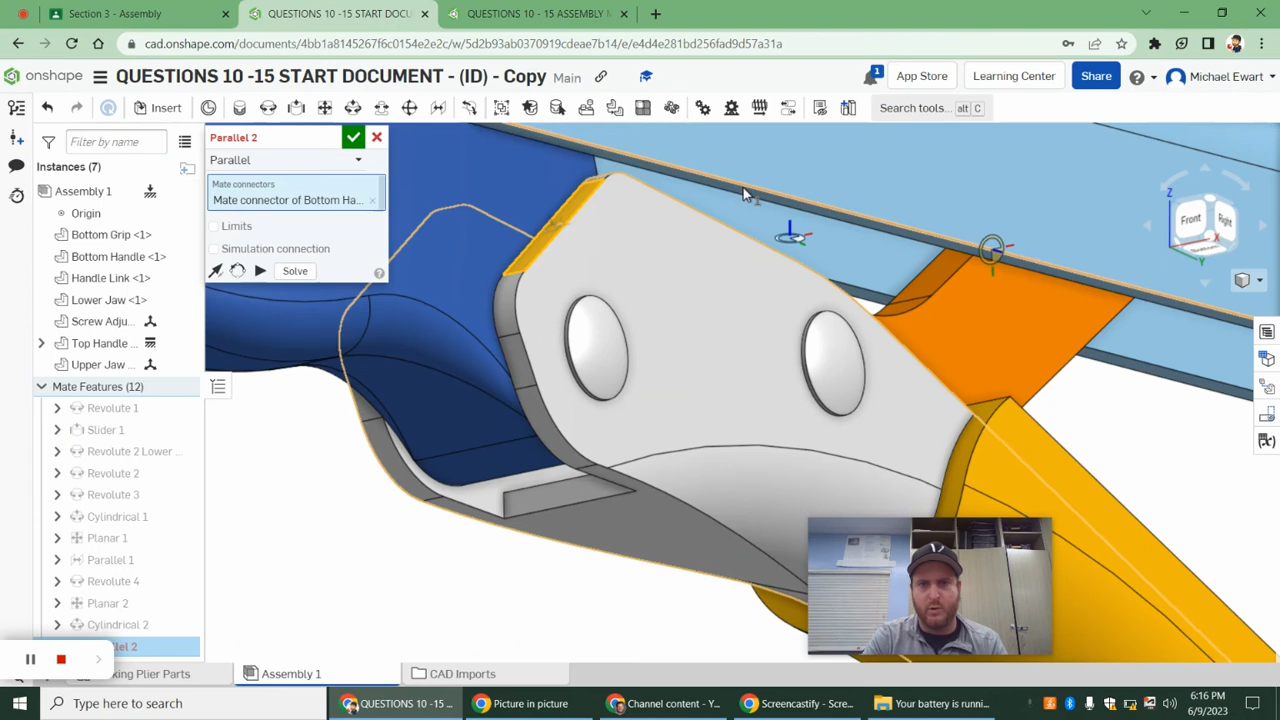 Section 3 - Assembly
QUESTIONS 10 -15 START DOCU
QUESTIONS 10 -15 ASSEMBLY M
cad.onshape.com/documents/4bb1a8145267f6c0154e2e2c/w/5d2b93ab0370919cdeae7b14/e/e4d4e281bd256fad9d57a31a
onshape
QUESTIONS 10 -15 START DOCUMENT - (ID) - Copy
Main
1
App Store
Learning Center
Share
Michael Ewart
Insert
Search tools...
alt
C
Filter by name
Instances (7)
Assembly 1
Origin
Bottom Grip <1>
Bottom Handle <1>
Handle Link <1>
Lower Jaw <1>
Screw Adju...
Top Handle ...
Upper Jaw ...
Mate Features (12)
Revolute 1
Slider 1
Revolute 2 Lower ...
Revolute 2
Revolute 3
Cylindrical 1
Planar 1
Parallel 1
Revolute 4
Planar 2
Cylindrical 2
llel 2
Parallel 2
Parallel
Mate connectors
Mate connector of Bottom Ha...
Limits
Simulation connection
Solve
Z
Front
Right
X
Y
king Plier Parts
Assembly 1
CAD Imports
Type here to search
QUESTIONS 10 -15 ...
Picture in picture
Channel content - Y...
Screencastify - Scre...
Your battery is runni...
6:16 PM
6/9/2023